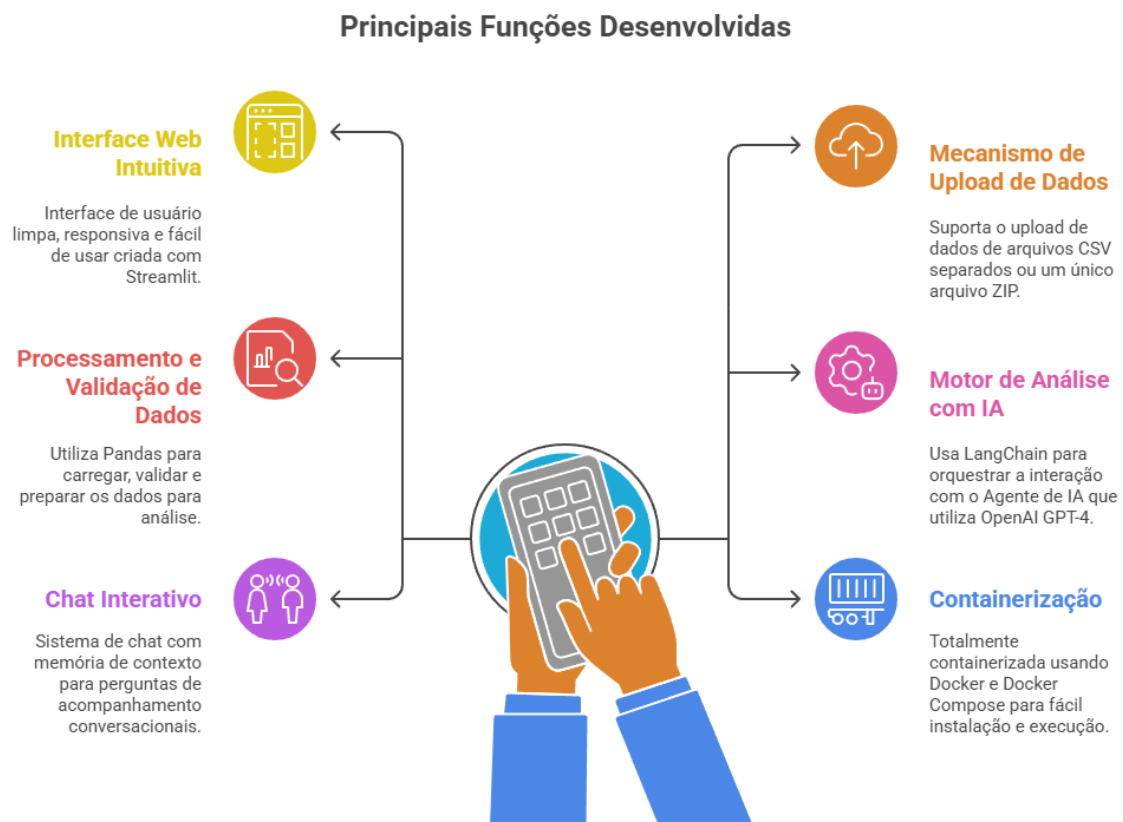 Principais Funções Desenvolvidas
Interface Web
Intuitiva
Interface de usuário
limpa, responsiva e fácil
de usar criada com
Streamlit.
Processamento e
Validação de
Dados
Utiliza Pandas para
carregar, validar e
preparar os dados para
análise.
Chat Interativo
Sistema de chat com
memória de contexto
para perguntas de
acompanhamento
conversacionais.
Mecanismo de
Upload de Dados
Suporta o upload de
dados de arquivos CSV
separados ou um único
arquivo ZIP.
Motor de Análise
com IA
Usa LangChain para
orquestrar a interação
com o Agente de IA que
utiliza OpenAI GPT-4.
Containerização
Totalmente
containerizada usando
Docker e Docker
Compose para fácil
instalação e execução.